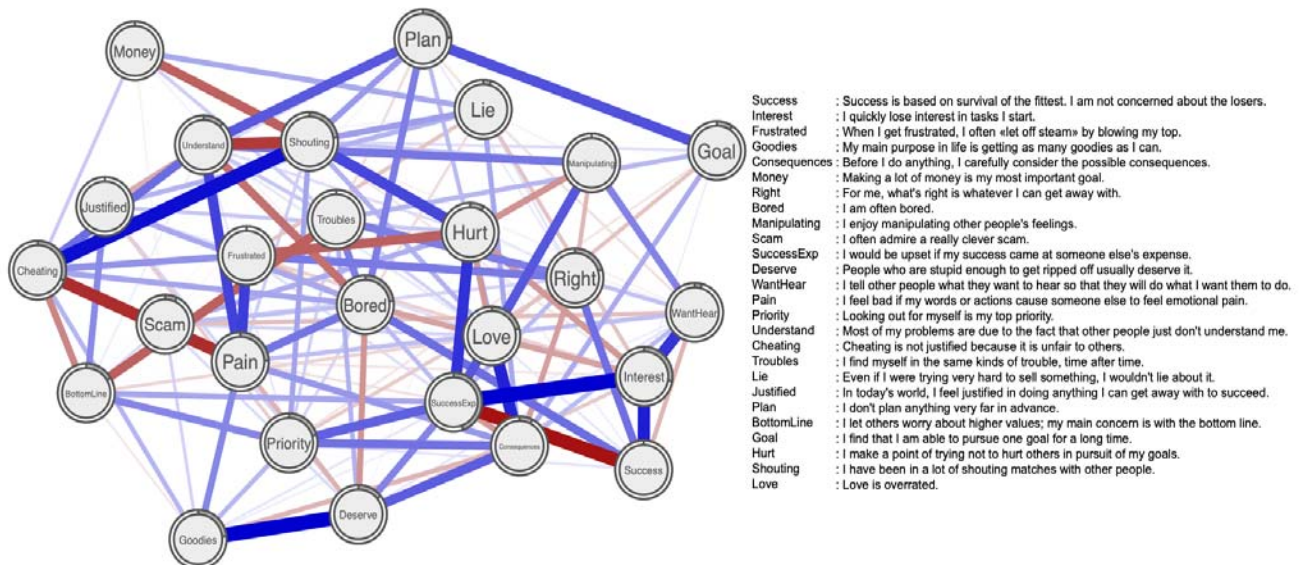 Money
Plan
Lie
Understand
Shouting
Manipulating
Goal
Justified
Troubles
Hurt
Cheating
Frustrated
Right
Bored
WantHear
Scam
Love
Pain
BottomLine
Interest
SuccessExp
Priority
Consequences
Success
Deserve
Goodies
Success : Success is based on survival of the fittest. I am not concerned about the losers.
Interest : I quickly lose interest in tasks I start.
Frustrated : When I get frustrated, I often «let off steam» by blowing my top.
Goodies : My main purpose in life is getting as many goodies as I can.
Consequences : Before I do anything, I carefully consider the possible consequences.
Money : Making a lot of money is my most important goal.
Right : For me, what's right is whatever I can get away with.
Bored : I am often bored.
Manipulating : I enjoy manipulating other people's feelings.
Scam : I often admire a really clever scam.
SuccessExp : I would be upset if my success came at someone else's expense.
Deserve : People who are stupid enough to get ripped off usually deserve it.
WantHear : I tell other people what they want to hear so that they will do what I want them to do.
Pain : I feel bad if my words or actions cause someone else to feel emotional pain.
Priority : Looking out for myself is my top priority.
Understand : Most of my problems are due to the fact that other people just don't understand me.
Cheating : Cheating is not justified because it is unfair to others.
Troubles : I find myself in the same kinds of trouble, time after time.
Lie : Even if I were trying very hard to sell something, I wouldn't lie about it.
Justified : In today's world, I feel justified in doing anything I can get away with to succeed.
Plan : I don't plan anything very far in advance.
BottomLine : I let others worry about higher values; my main concern is with the bottom line.
Goal : I find that I am able to pursue one goal for a long time.
Hurt : I make a point of trying not to hurt others in pursuit of my goals.
Shouting : I have been in a lot of shouting matches with other people.
Love : Love is overrated.